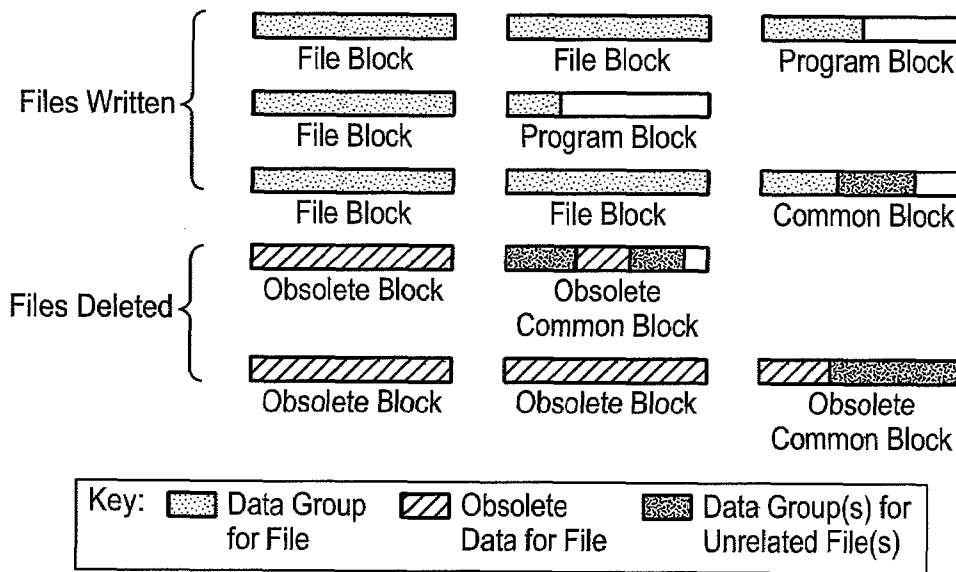 File Block File Block Program Block
Files Written
File Block Program Block
File Block File Block Common Block
Obsolete Block Obsolete
Common Block
Files Deleted
Obsolete Block Obsolete Block Obsolete
Common Block
Key: Data Group Obsolete Data Group(s) for
for File Data for File Unrelated File(s)